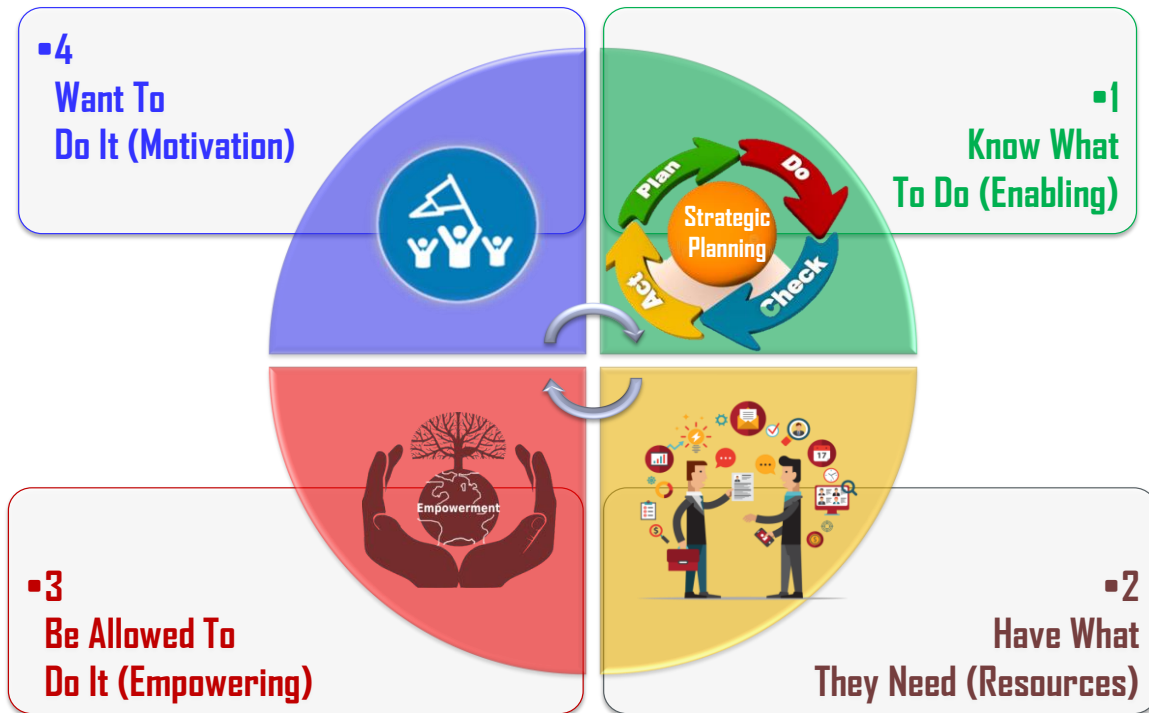 ▪4
Want To
Do It (Motivation)
▪1
Know What
To Do (Enabling)
Plan
Do
Strategic
Planning
Act
Check
Empowerment
17
▪3
Be Allowed To
Do It (Empowering)
▪2
Have What
They Need (Resources)